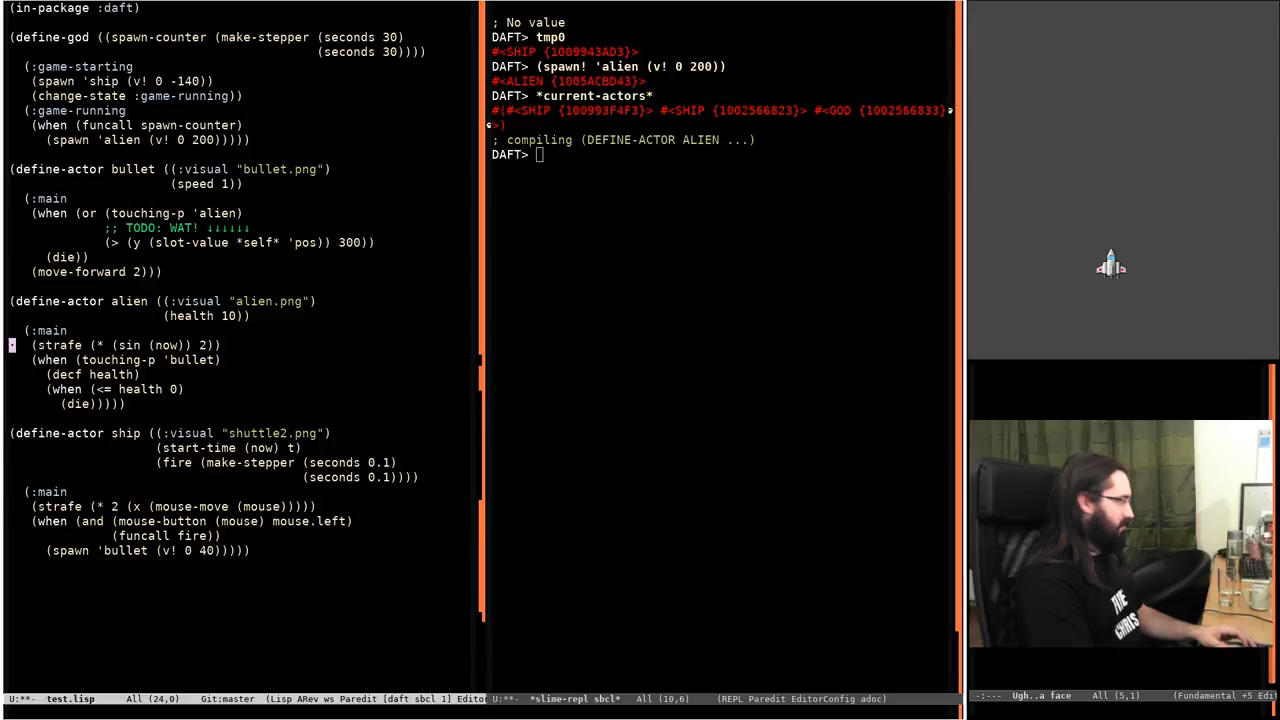 (in-package :daft)
(define-god ((spawn-counter (make-stepper (seconds 30)
(seconds 30))))
(:game-starting
(spawn 'ship (v! 0 -140))
(change-state :game-running))
(:game-running
(when (funcall spawn-counter)
(spawn 'alien (v! 0 200)))))
(define-actor bullet ((:visual "bullet.png")
(speed 1))
(:main
(when (or (touching-p 'alien)
;; TODO: WAT! ↓↓↓↓↓↓
(> (y (slot-value *self* 'pos)) 300))
(die))
(move-forward 2)))
(define-actor alien ((:visual "alien.png")
(health 10))
(:main
(strafe (* (sin (now)) 2))
(when (touching-p 'bullet)
(decf health)
(when (<= health 0)
(die)))))
(define-actor ship ((:visual "shuttle2.png")
(start-time (now) t)
(fire (make-stepper (seconds 0.1)
(seconds 0.1))))
(:main
(strafe (* 2 (x (mouse-move (mouse)))))
(when (and (mouse-button (mouse) mouse.left)
(funcall fire))
(spawn 'bullet (v! 0 40)))))
U:**- test.lisp All (24,0) Git:master (Lisp ARev ws Paredit [daft sbcl 1] Editor
; No value
DAFT> tmp0
#<SHIP {1009943AD3}>
DAFT> (spawn! 'alien (v! 0 200))
#<ALIEN {1005ACBD43}>
DAFT> *current-actors*
#(#<SHIP {100993F4F3}> #<SHIP {1002566823}> #<GOD {1002566833}
>)
; compiling (DEFINE-ACTOR ALIEN ...)
DAFT>
U:**- *slime-repl sbcl* All (10,6) (REPL Paredit EditorConfig adoc)
THE
CHRIS
-:--- Ugh..a face All (5,1) (Fundamental +5 Edit